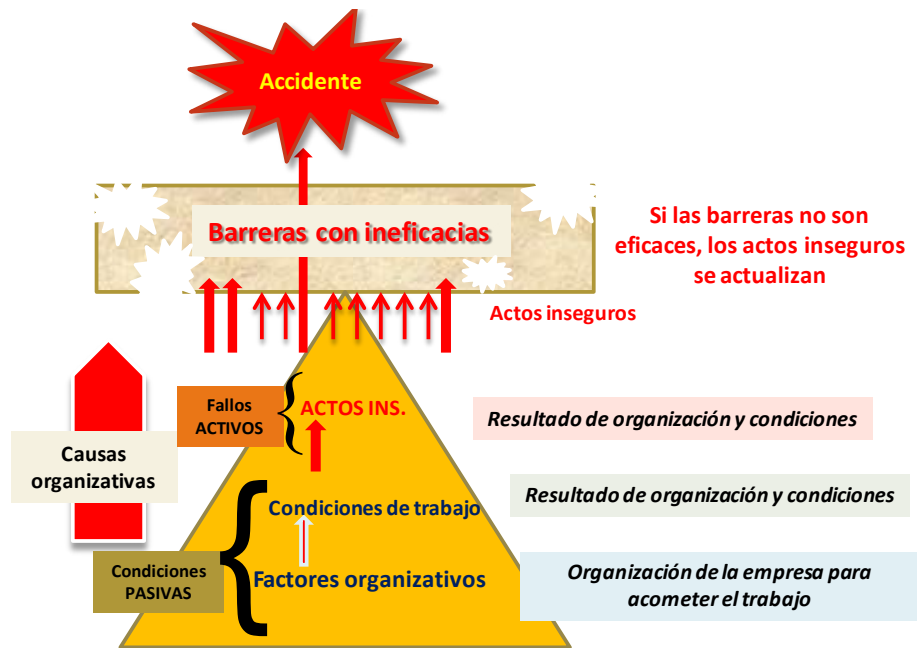 Accidente
Barreras con ineficacias
Si las barreras no son
eficaces, los actos inseguros
se actualizan
Actos inseguros
Fallos
ACTIVOS
ACTOS INS.
Resultado de organización y condiciones
Causas
organizativas
Condiciones de trabajo
Resultado de organización y condiciones
Condiciones
PASIVAS
Factores organizativos
Organización de la empresa para
acometer el trabajo